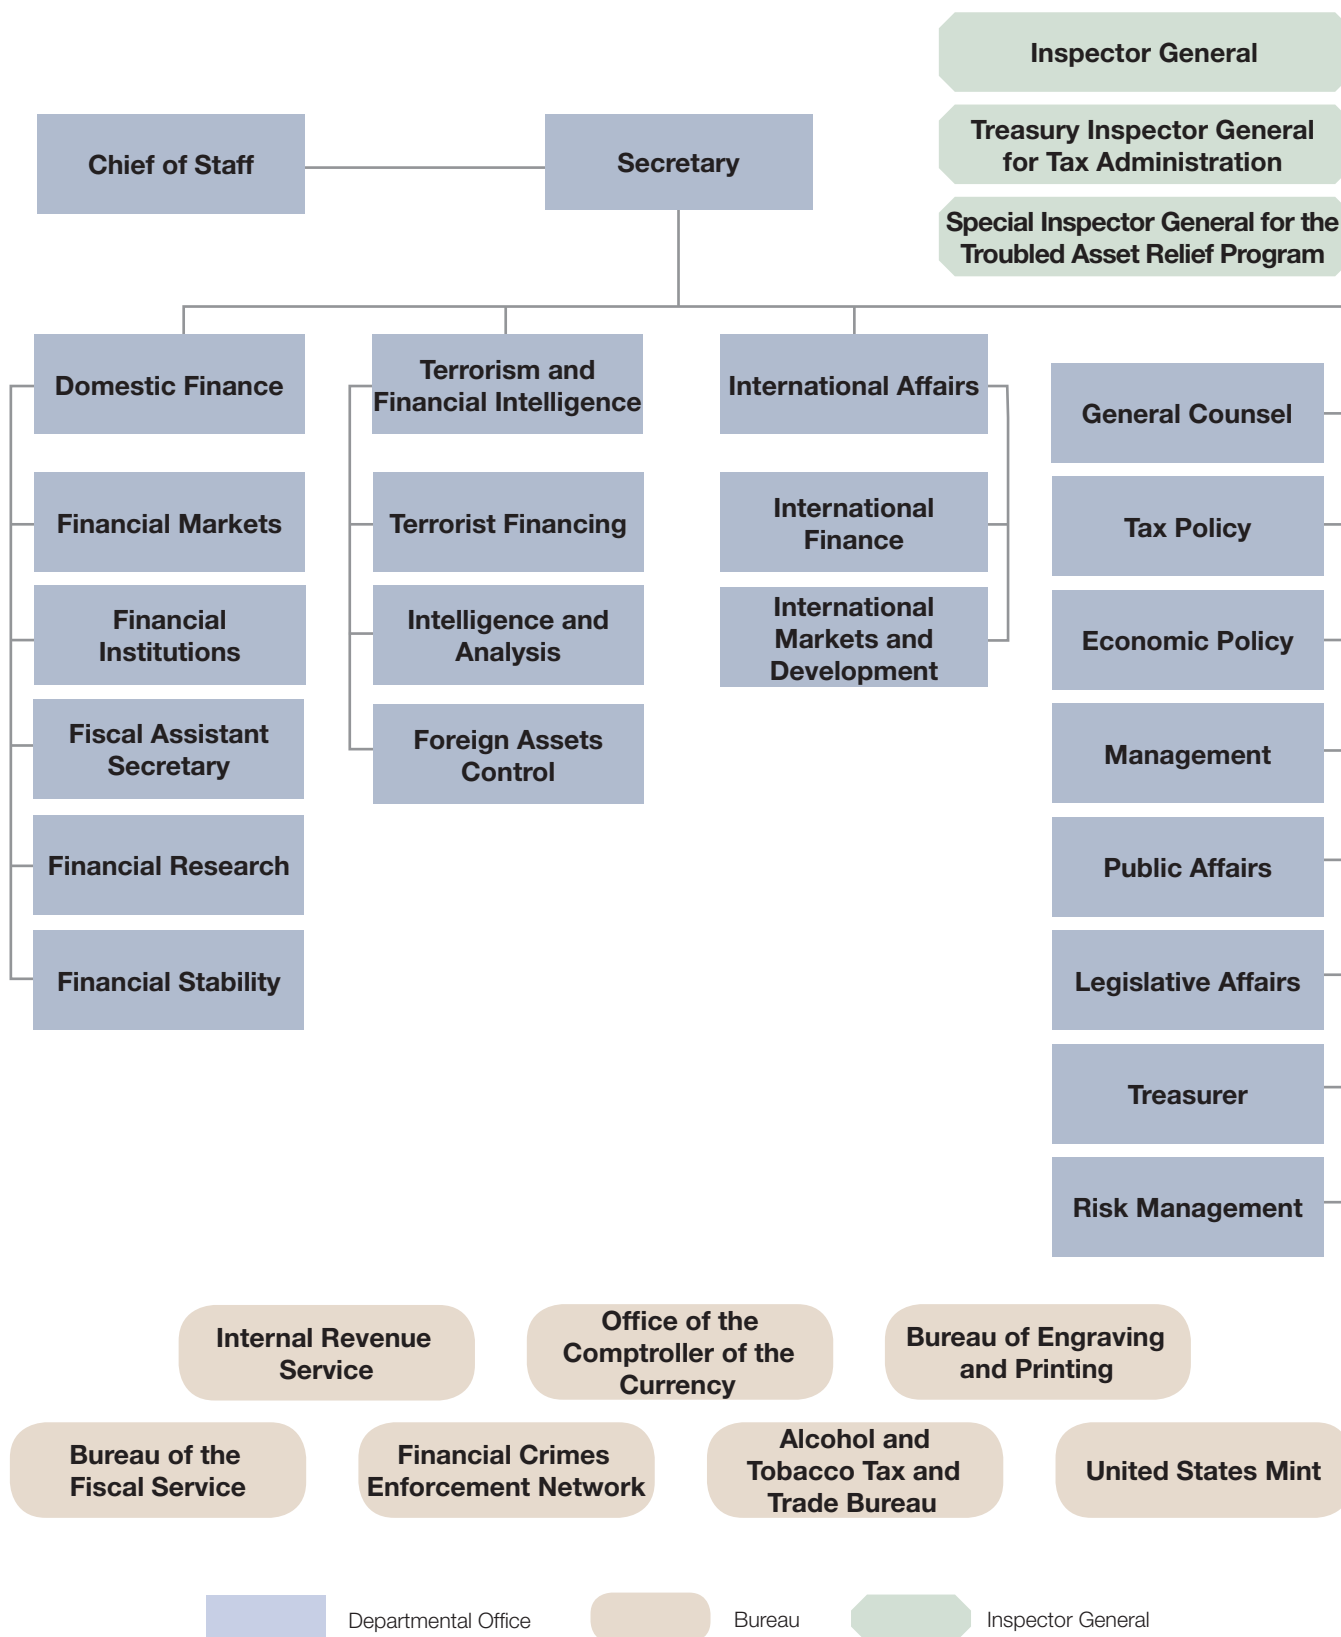 Inspector General
Treasury Inspector General
for Tax Administration
Special Inspector General for the
Troubled Asset Relief Program
Chief of Staff
Secretary
Domestic Finance
Financial Markets
Financial
Institutions
Fiscal Assistant
Secretary
Financial Research
Financial Stability
Terrorism and
Financial Intelligence
Terrorist Financing
Intelligence and
Analysis
Foreign Assets
Control
International Affairs
International
Finance
International
Markets and
Development
General Counsel
Tax Policy
Economic Policy
Management
Public Affairs
Legislative Affairs
Treasurer
Risk Management
Internal Revenue
Service
Office of the
Comptroller of the
Currency
Bureau of Engraving
and Printing
Bureau of the
Fiscal Service
Financial Crimes
Enforcement Network
Alcohol and
Tobacco Tax and
Trade Bureau
United States Mint
Departmental Office
Bureau
Inspector General